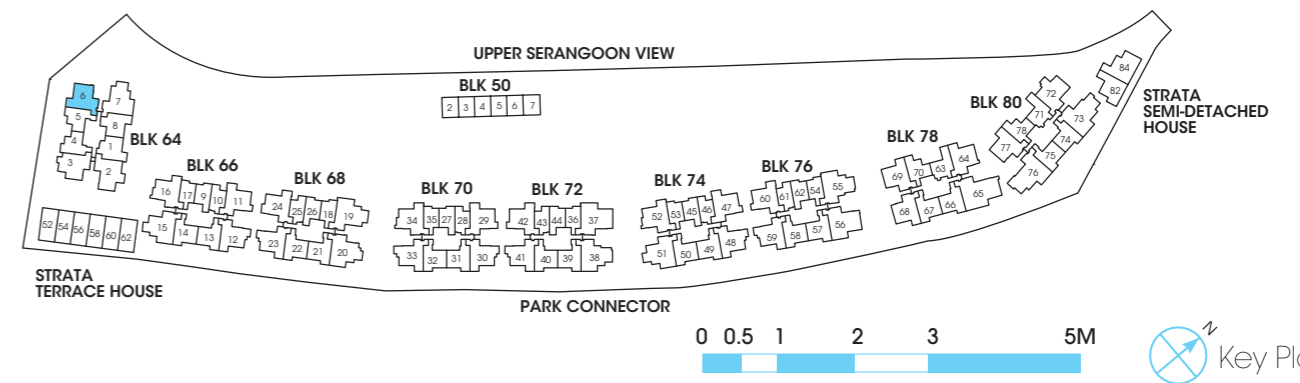 UPPER SERANGOON VIEW
BLK 50
2 3 4 5 6 7
84
82
STRATA
SEMI-DETACHED
HOUSE
BLK 80
72
71
73
78
74
77
75
76
6
7
5
8
4
1
3
2
BLK 64
BLK 66
16 17 9 10 11
15 14 13 12
BLK 68
24 25 26 18 19
23 22 21 20
BLK 70
34 35 27 28 29
33 32 31 30
BLK 72
42 43 44 36 37
41 40 39 38
BLK 74
52 53 45 46 47
51 50 49 48
BLK 76
60 61 62 54 55
59 58 57 56
BLK 78
69 70 63 64
68 67 66 65
52 54 56 58 60 62
STRATA
TERRACE HOUSE
PARK CONNECTOR
0 0.5 1 2 3 5M
N
Key Pl